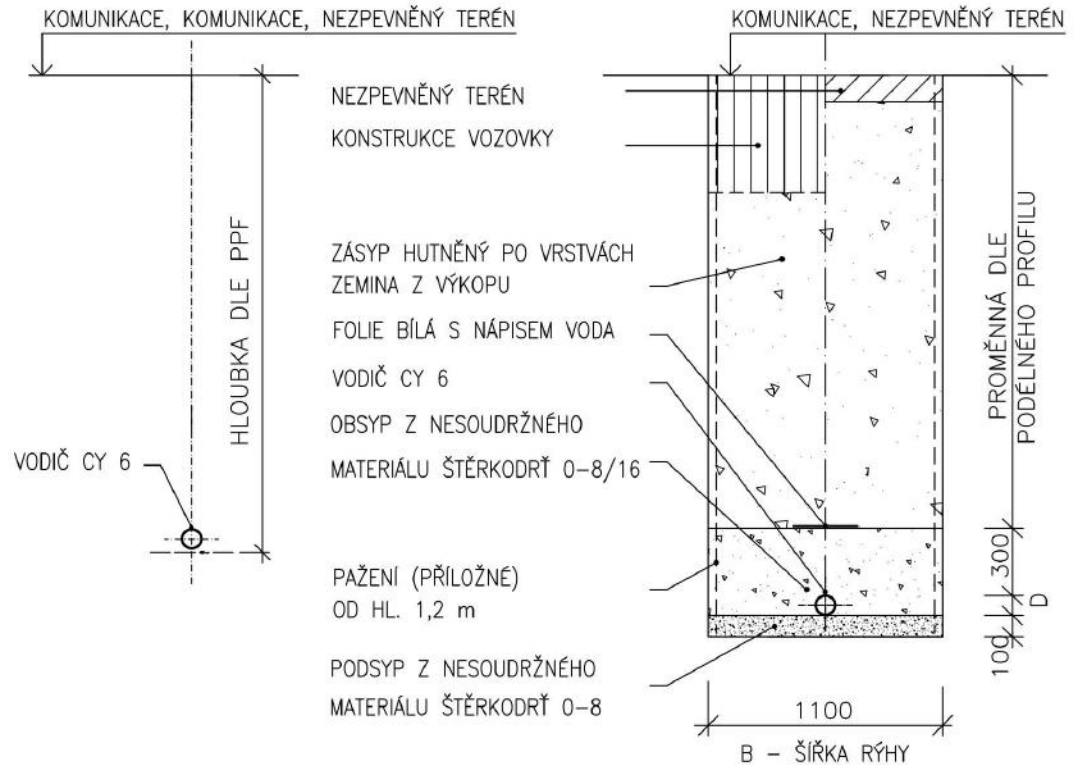 KOMUNIKACE, KOMUNIKACE, NEZPEVNĚNÝ TERÉN
HLOUBKA DLE PPF
VODIČ CY 6
KOMUNIKACE, NEZPEVNĚNÝ TERÉN
NEZPEVNĚNÝ TERÉN
KONSTRUKCE VOZOVKY
ZÁSYP HUTNĚNÝ PO VRSTVÁCH
ZEMINA Z VÝKOPU
FOLIE BÍLÁ S NÁPISEM VODA
VODIČ CY 6
OBSYP Z NESOUDRŽNÉHO
MATERIÁLU ŠTĚRKODRŤ 0-8/16
PAŽENÍ (PŘÍLOŽNÉ)
OD HL. 1,2 m
PODSYP Z NESOUDRŽNÉHO
MATERIÁLU ŠTĚRKODRŤ 0-8
PROMĚNNÁ DLE
PODÉLNÉHO PROFILU
300
D
100
1100
B - ŠÍŘKA RÝHY